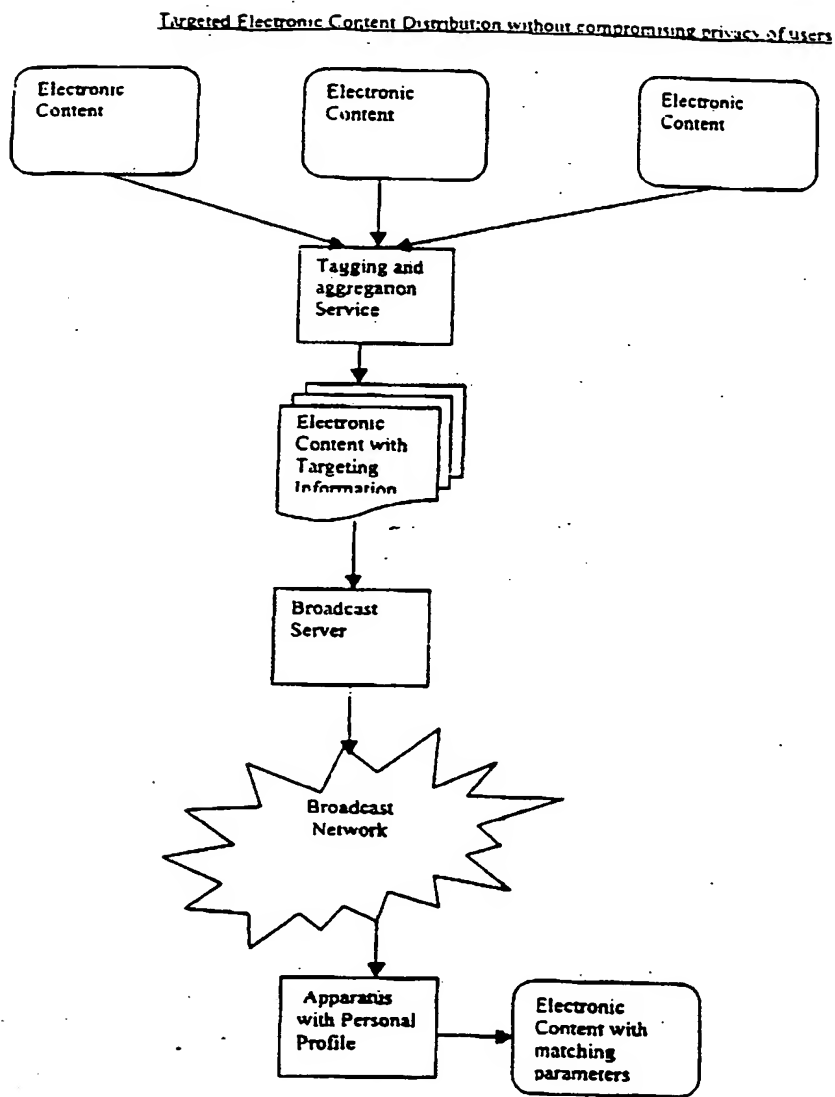 Targeted Electronic Content Distribution without compromising privacy of users
Electronic
Content
Electronic
Content
Electronic
Content
Tagging and
aggregation
Service
Electronic
Content with
Targeting
Information
Broadcast
Server
Broadcast
Network
Apparatus
with Personal
Profile
Electronic
Content with
matching
parameters